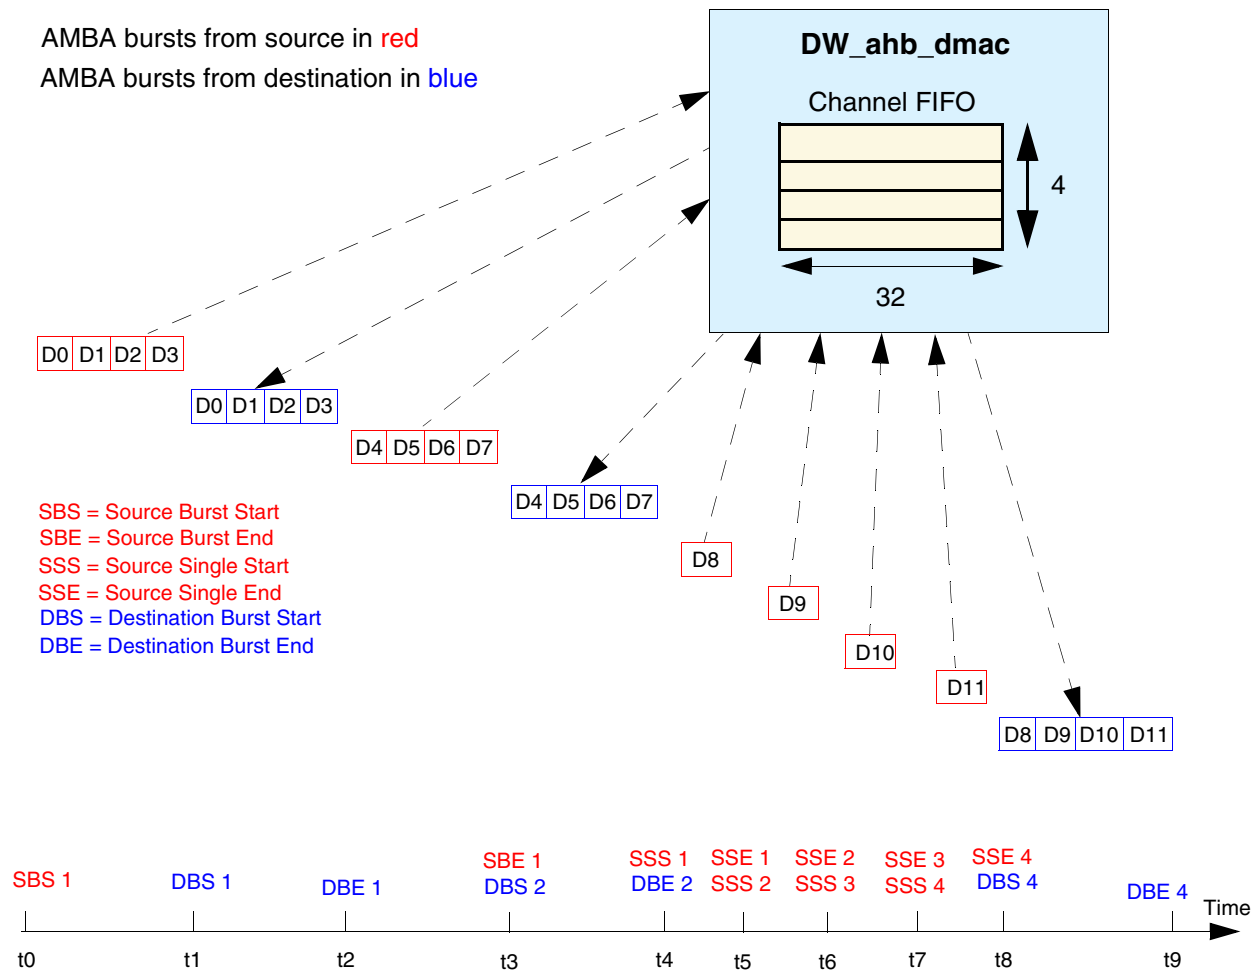 AMBA bursts from source in red
AMBA bursts from destination in blue
DW_ahb_dmac
Channel FIFO
4
32
D0 D1 D2 D3
D0 D1 D2 D3
D4 D5 D6 D7
D4 D5 D6 D7
D8
D9
D10
D11
D8 D9 D10 D11
SBS = Source Burst Start
SBE = Source Burst End
SSS = Source Single Start
SSE = Source Single End
DBS = Destination Burst Start
DBE = Destination Burst End
SBE 1 SSS 1 SSE 1 SSE 2 SSE 3 SSE 4
SBS 1 DBS 1 DBE 1 DBS 2 DBE 2 SSS 2 SSS 3 SSS 4 DBS 4 DBE 4
Time
t0 t1 t2 t3 t4 t5 t6 t7 t8 t9